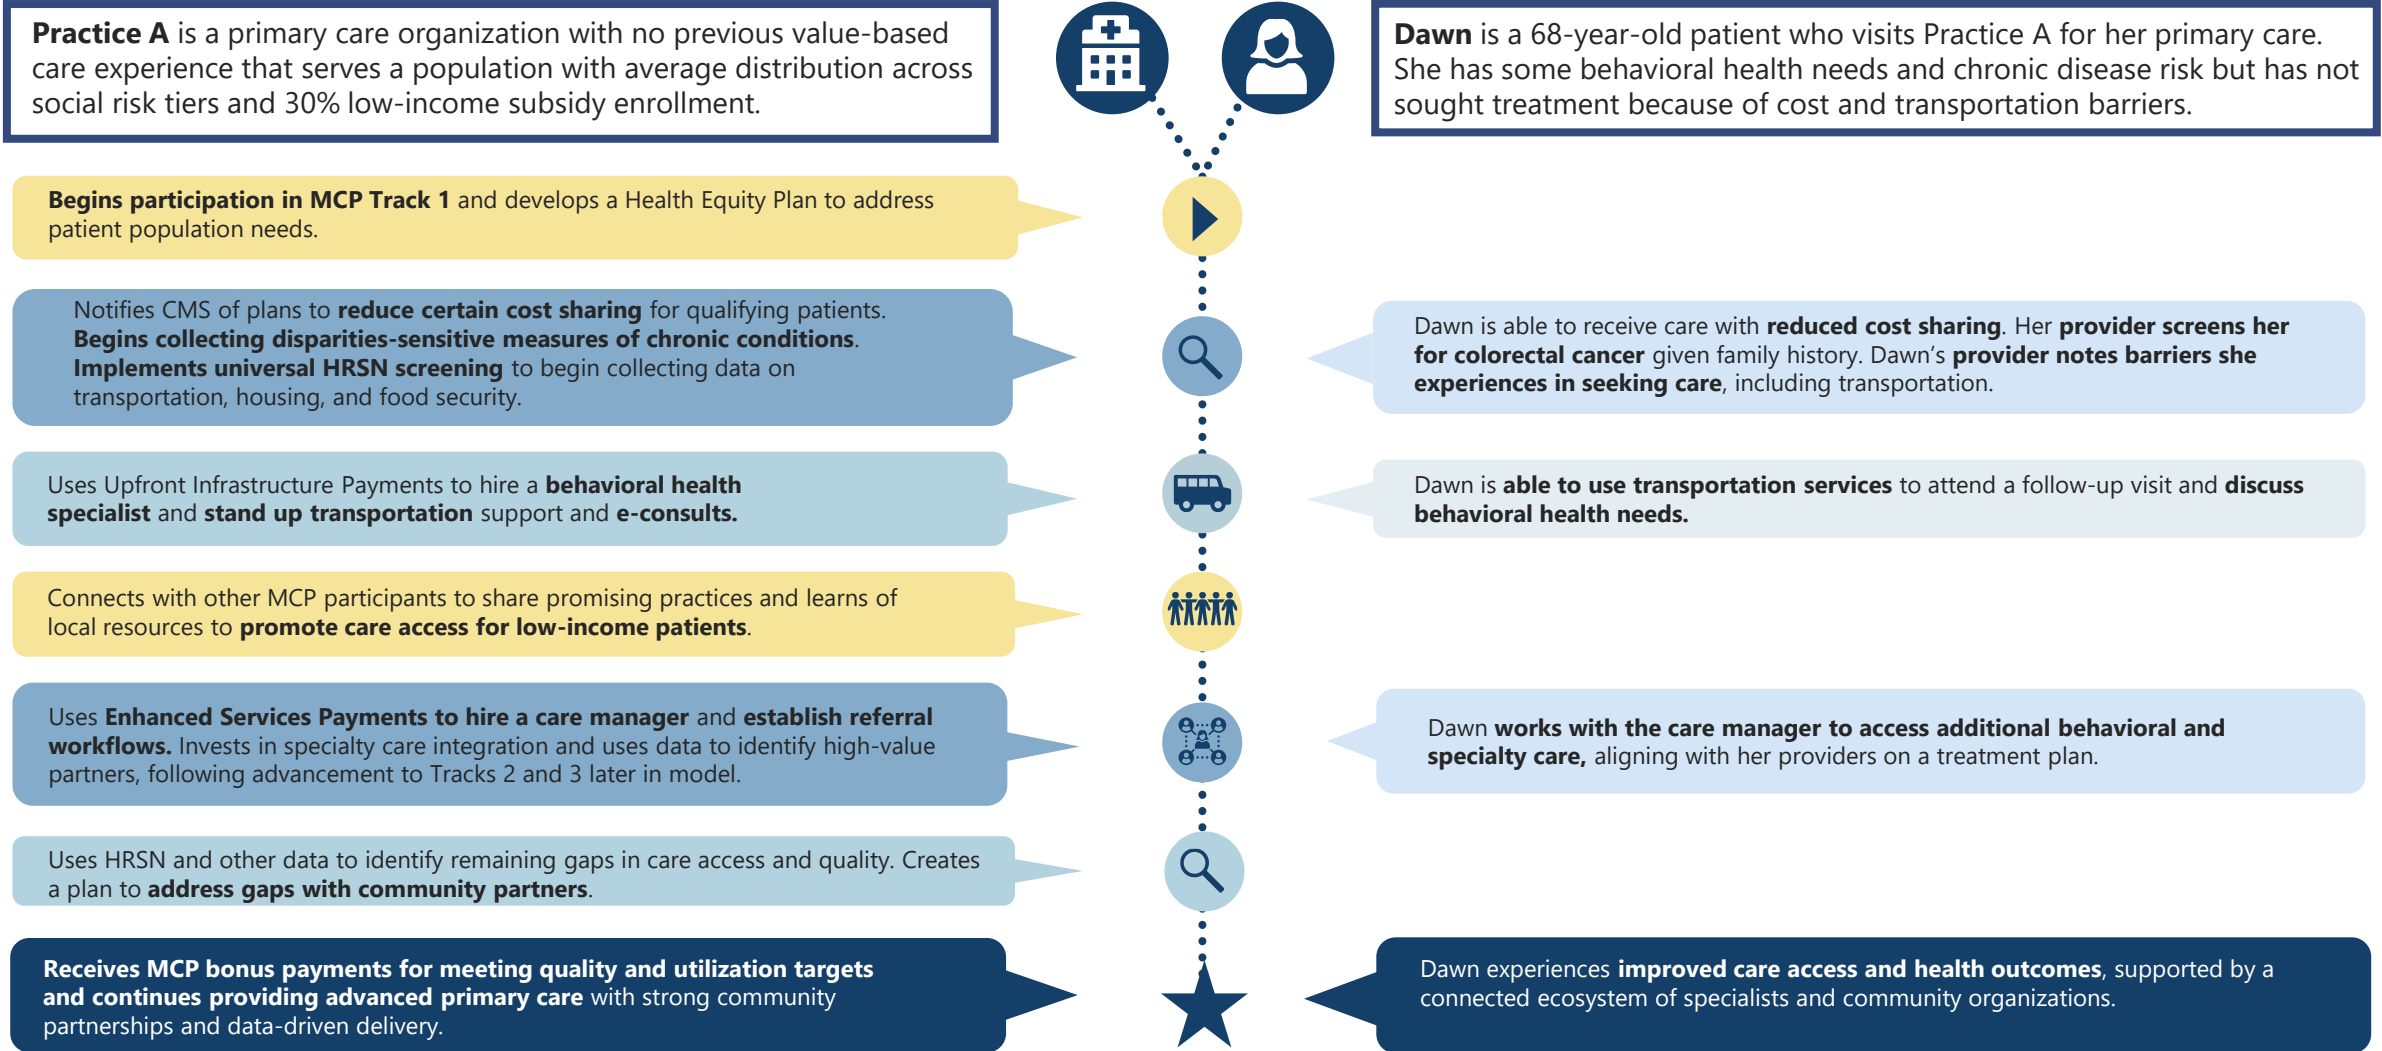 Practice A is a primary care organization with no previous value-based
care experience that serves a population with average distribution across
social risk tiers and 30% low-income subsidy enrollment.
Dawn is a 68-year-old patient who visits Practice A for her primary care.
She has some behavioral health needs and chronic disease risk but has not
sought treatment because of cost and transportation barriers.
Begins participation in MCP Track 1 and develops a Health Equity Plan to address
patient population needs.
Notifies CMS of plans to reduce certain cost sharing for qualifying patients.
Begins collecting disparities-sensitive measures of chronic conditions.
Implements universal HRSN screening to begin collecting data on
transportation, housing, and food security.
Dawn is able to receive care with reduced cost sharing. Her provider screens her
for colorectal cancer given family history. Dawn’s provider notes barriers she
experiences in seeking care, including transportation.
Uses Upfront Infrastructure Payments to hire a behavioral health
specialist and stand up transportation support and e-consults.
Dawn is able to use transportation services to attend a follow-up visit and discuss
behavioral health needs.
Connects with other MCP participants to share promising practices and learns of
local resources to promote care access for low-income patients.
Uses Enhanced Services Payments to hire a care manager and establish referral
workflows. Invests in specialty care integration and uses data to identify high-value
partners, following advancement to Tracks 2 and 3 later in model.
Dawn works with the care manager to access additional behavioral and
specialty care, aligning with her providers on a treatment plan.
Uses HRSN and other data to identify remaining gaps in care access and quality. Creates
a plan to address gaps with community partners.
Receives MCP bonus payments for meeting quality and utilization targets
and continues providing advanced primary care with strong community
partnerships and data-driven delivery.
Dawn experiences improved care access and health outcomes, supported by a
connected ecosystem of specialists and community organizations.